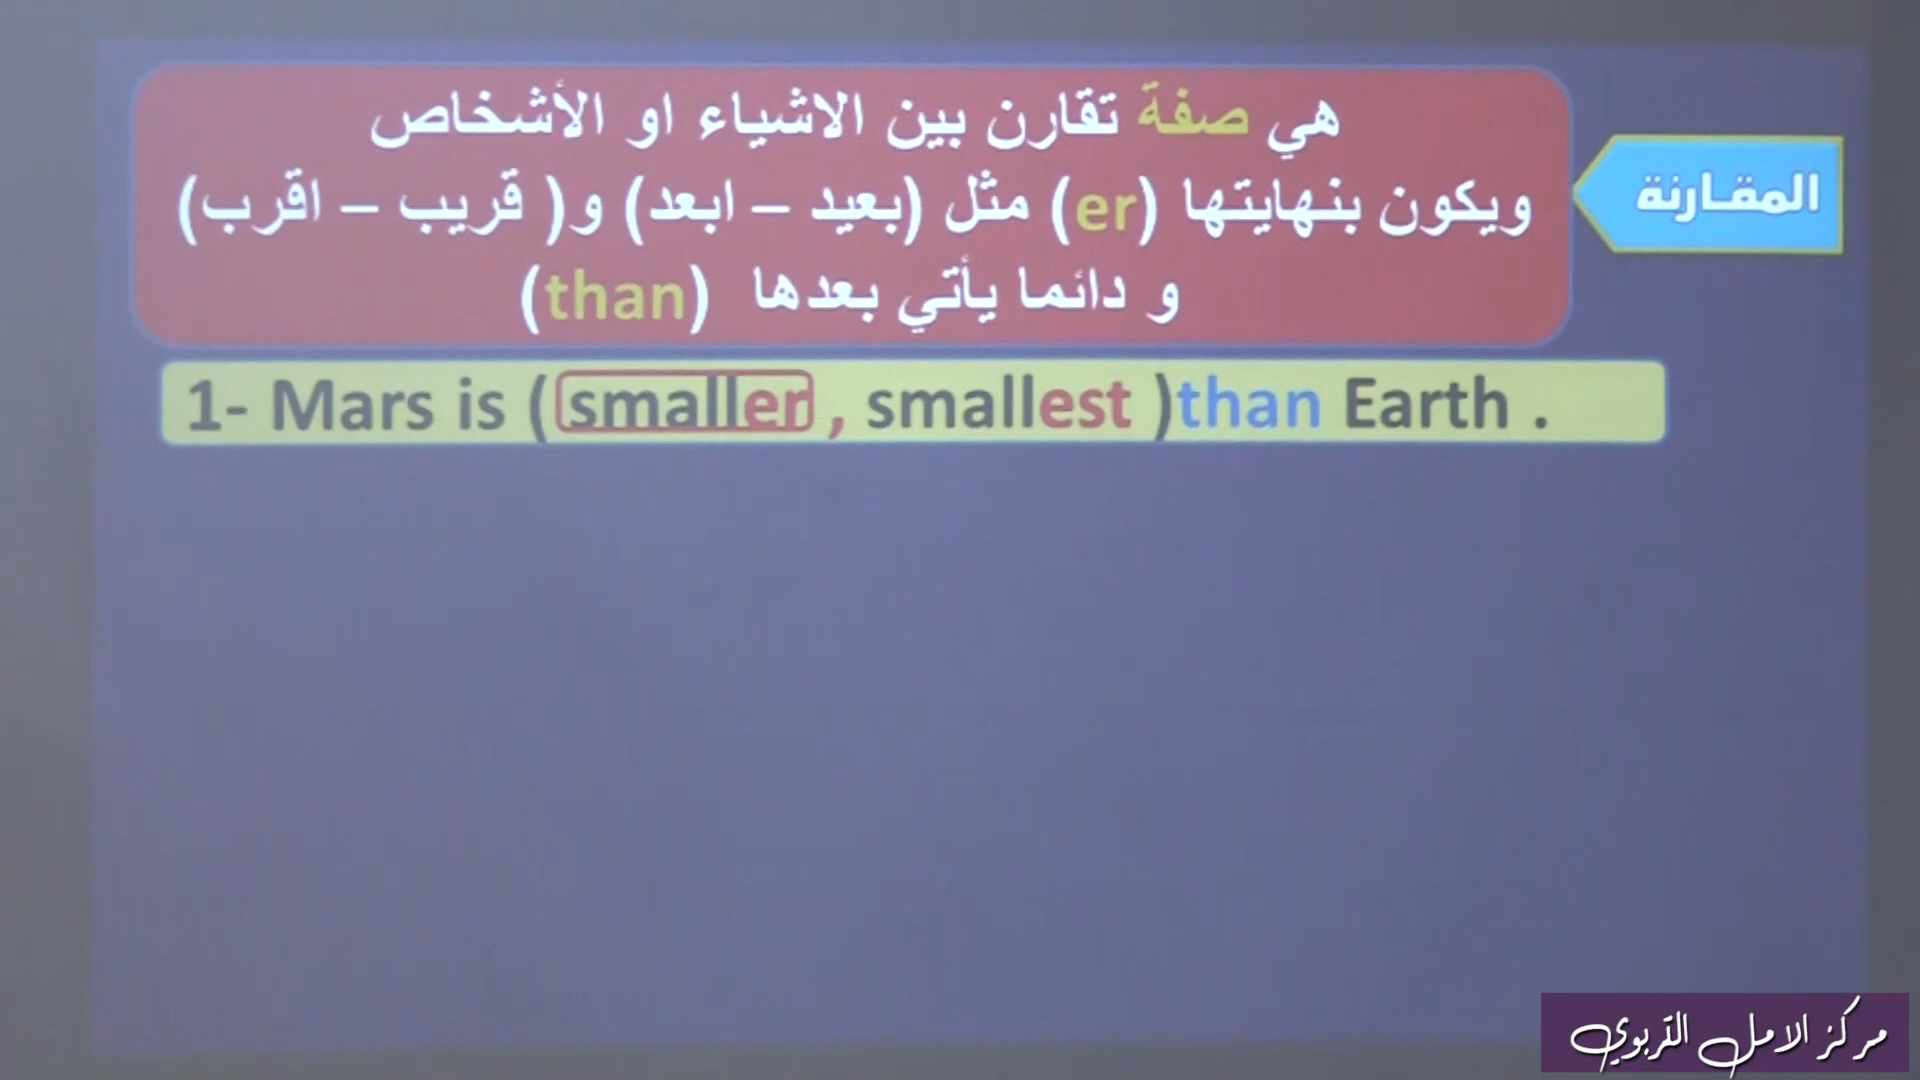 المقارنة
هي صفة تقارن بين الاشياء او الأشخاص
ويكون بنهايتها (er) مثل (بعيد – ابعد) و( قريب – اقرب)
و دائما يأتي بعدها (than)
1- Mars is ( smaller , smallest )than Earth .
مركز الامل التربوي